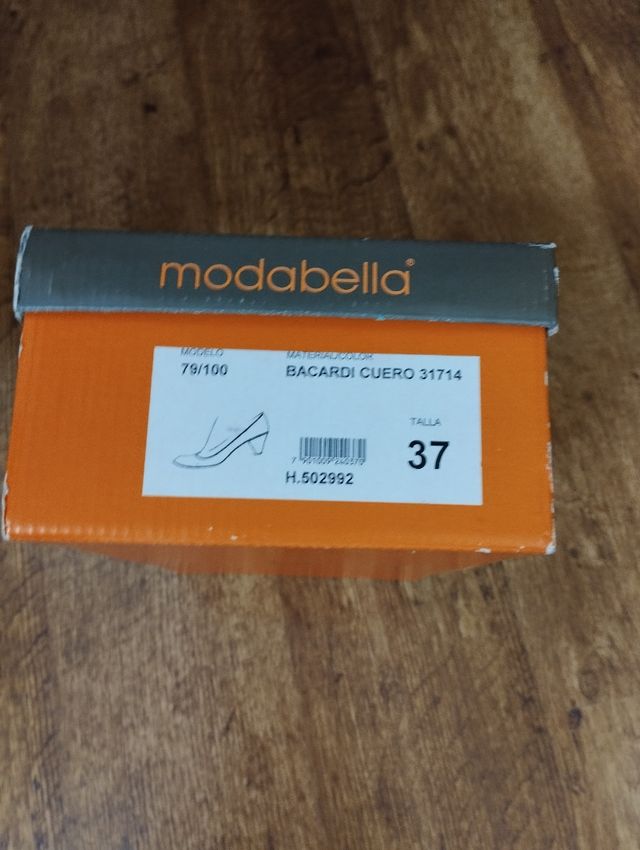 modabella®
MODELO
79/100
MATERIAL/COLOR
BACARDI CUERO 31714
TALLA
37
H.502992